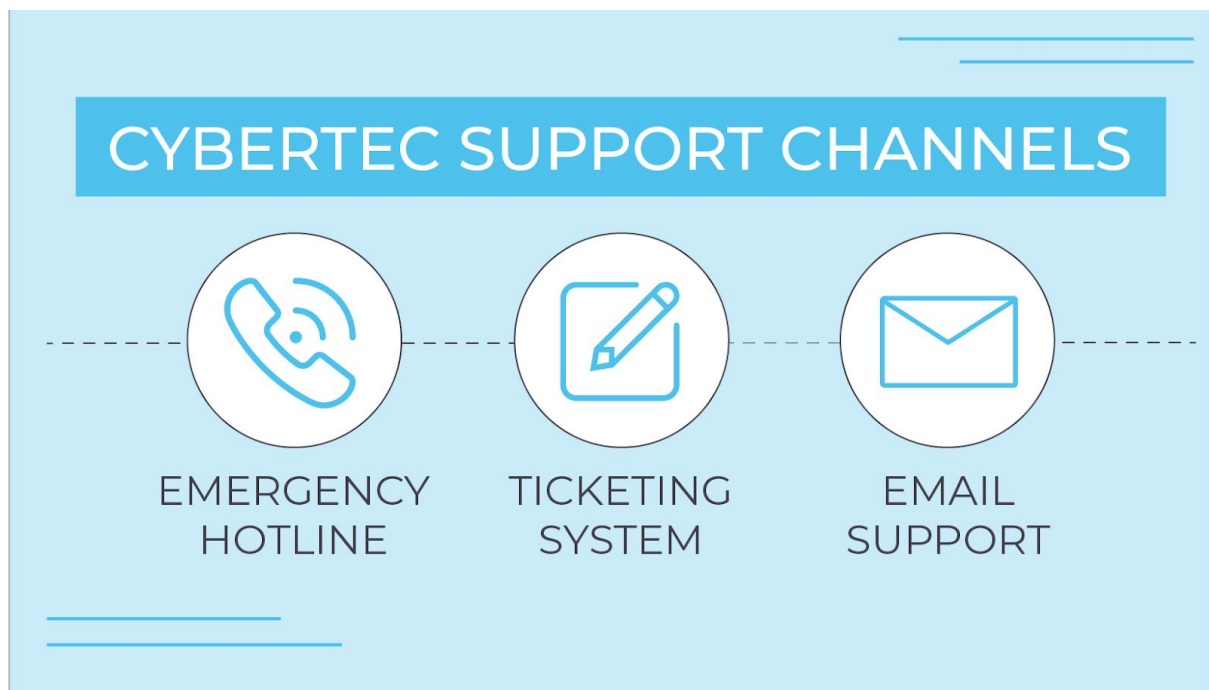 CYBERTEC SUPPORT CHANNELS
EMERGENCY
HOTLINE
TICKETING
SYSTEM
EMAIL
SUPPORT